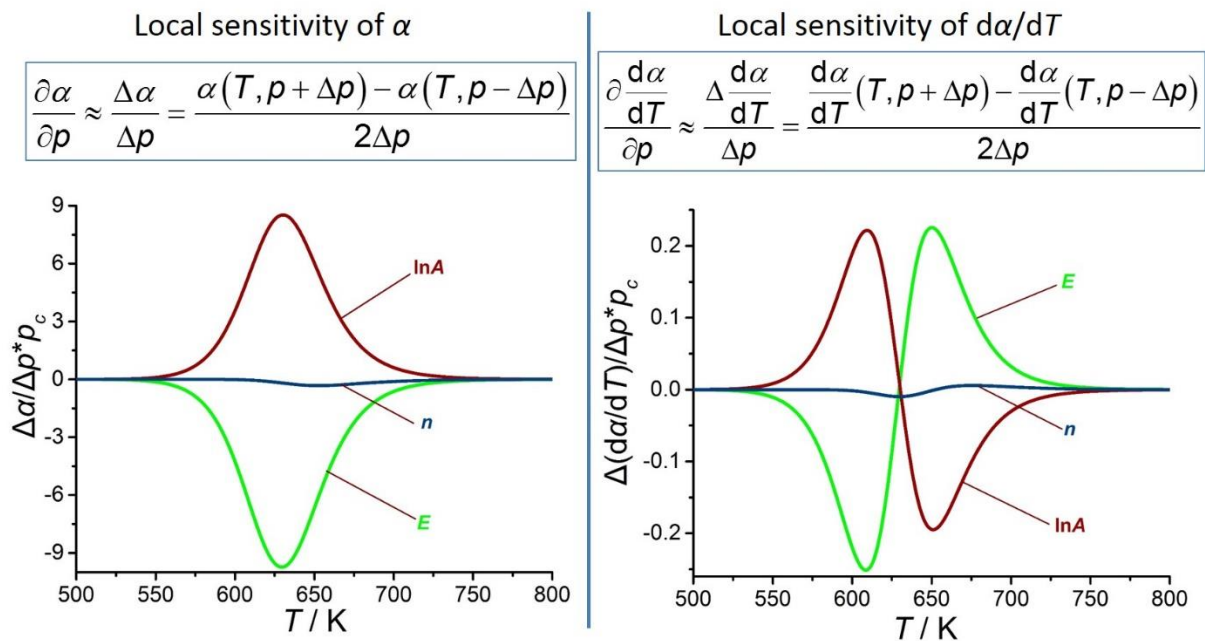 Local sensitivity of α
∂α/∂p ≈ Δα/Δp = (α(T, p + Δp) − α(T, p − Δp))/(2Δp)
Δα/Δp*p_c
9
6
3
0
-3
-6
-9
lnA
n
E
500 550 600 650 700 750 800
T / K
Local sensitivity of dα/dT
∂(dα/dT)/∂p ≈ Δ(dα/dT)/Δp = (dα/dT(T, p + Δp) − dα/dT(T, p − Δp))/(2Δp)
Δ(dα/dT)/Δp*p_c
0.2
0.1
0.0
-0.1
-0.2
E
n
lnA
500 550 600 650 700 750 800
T / K